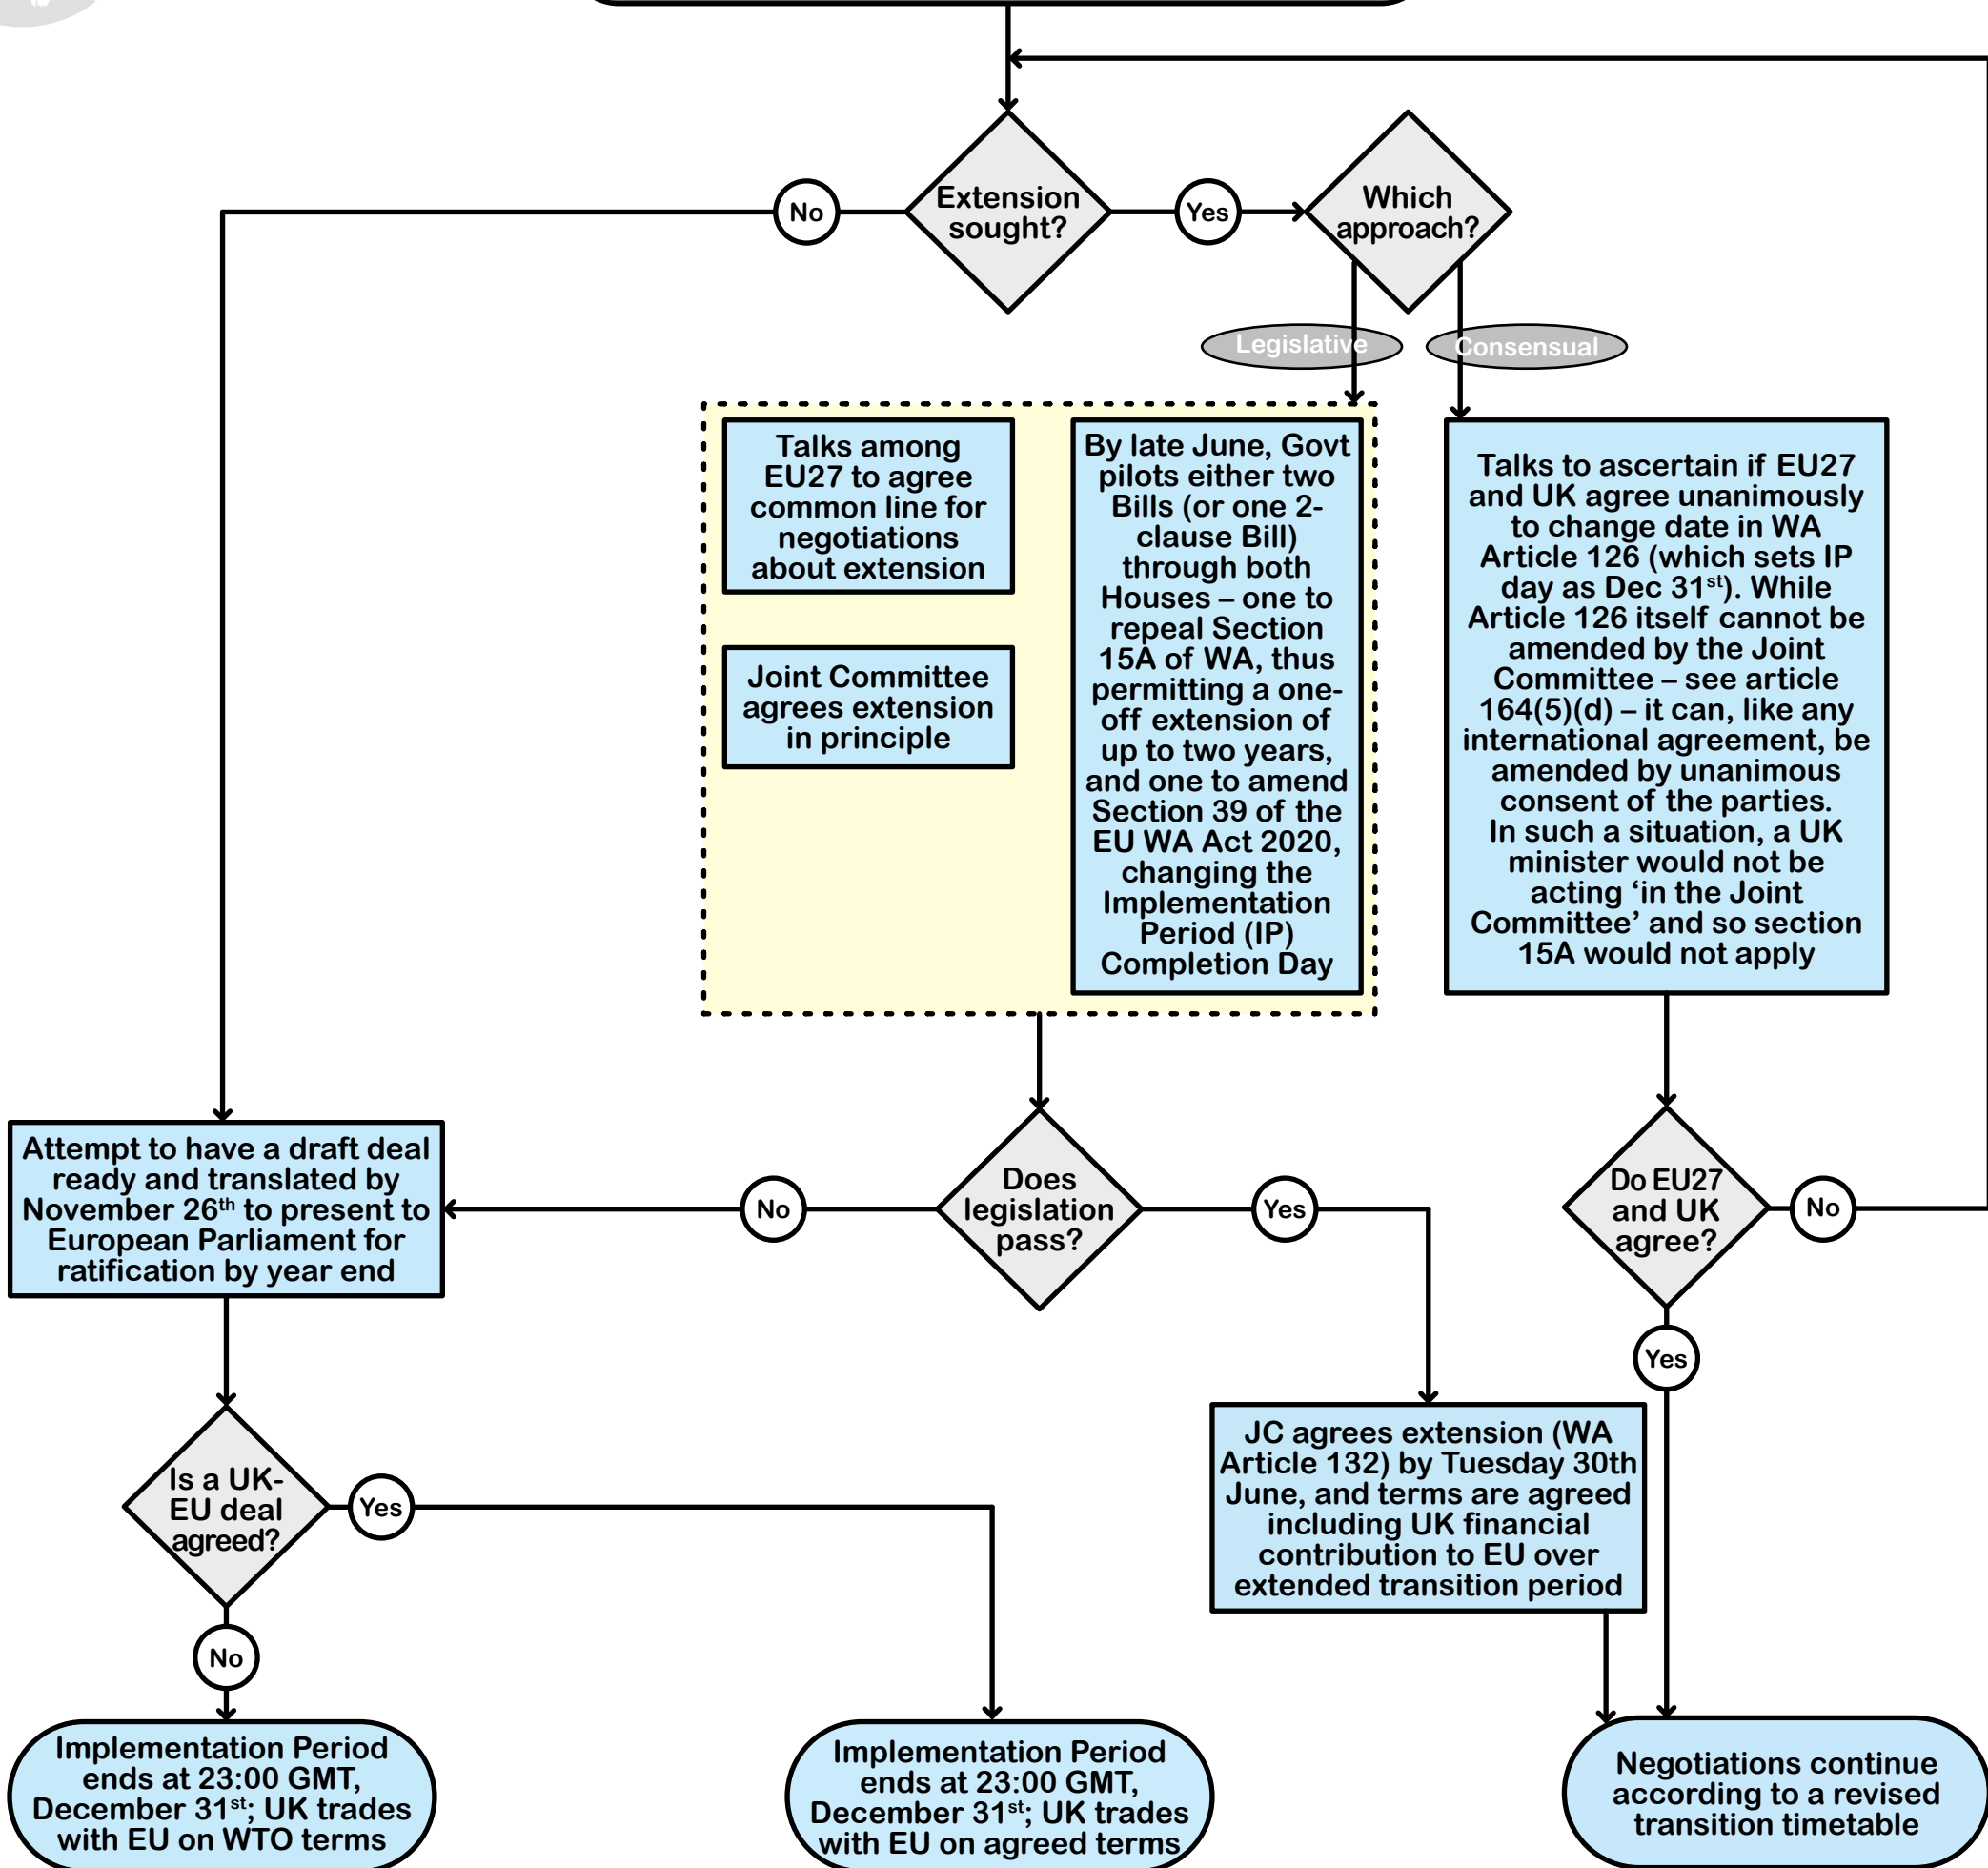 Extension
sought?
No
Yes
Which
approach?
Legislative
Consensual
Talks among
EU27 to agree
common line for
negotiations
about extension
Joint Committee
agrees extension
in principle
By late June, Govt
pilots either two
Bills (or one 2-
clause Bill)
through both
Houses – one to
repeal Section
15A of WA, thus
permitting a one-
off extension of
up to two years,
and one to amend
Section 39 of the
EU WA Act 2020,
changing the
Implementation
Period (IP)
Completion Day
Talks to ascertain if EU27
and UK agree unanimously
to change date in WA
Article 126 (which sets IP
day as Dec 31st). While
Article 126 itself cannot be
amended by the Joint
Committee – see article
164(5)(d) – it can, like any
international agreement, be
amended by unanimous
consent of the parties.
In such a situation, a UK
minister would not be
acting ‘in the Joint
Committee’ and so section
15A would not apply
Attempt to have a draft deal
ready and translated by
November 26th to present to
European Parliament for
ratification by year end
No
Does
legislation
pass?
Yes
Do EU27
and UK
agree?
No
Yes
JC agrees extension (WA
Article 132) by Tuesday 30th
June, and terms are agreed
including UK financial
contribution to EU over
extended transition period
Is a UK-
EU deal
agreed?
Yes
No
Implementation Period
ends at 23:00 GMT,
December 31st; UK trades
with EU on WTO terms
Implementation Period
ends at 23:00 GMT,
December 31st; UK trades
with EU on agreed terms
Negotiations continue
according to a revised
transition timetable